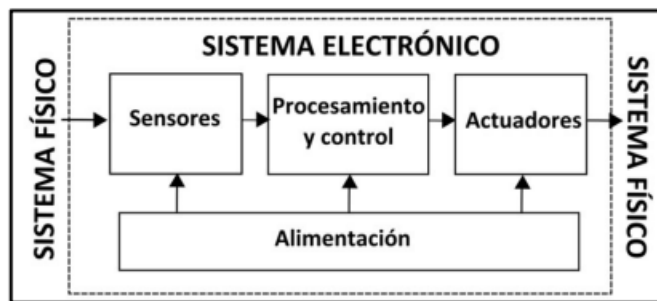 SISTEMA ELECTRÓNICO
SISTEMA FÍSICO
Sensores
Procesamiento
y control
Actuadores
SISTEMA FÍSICO
Alimentación